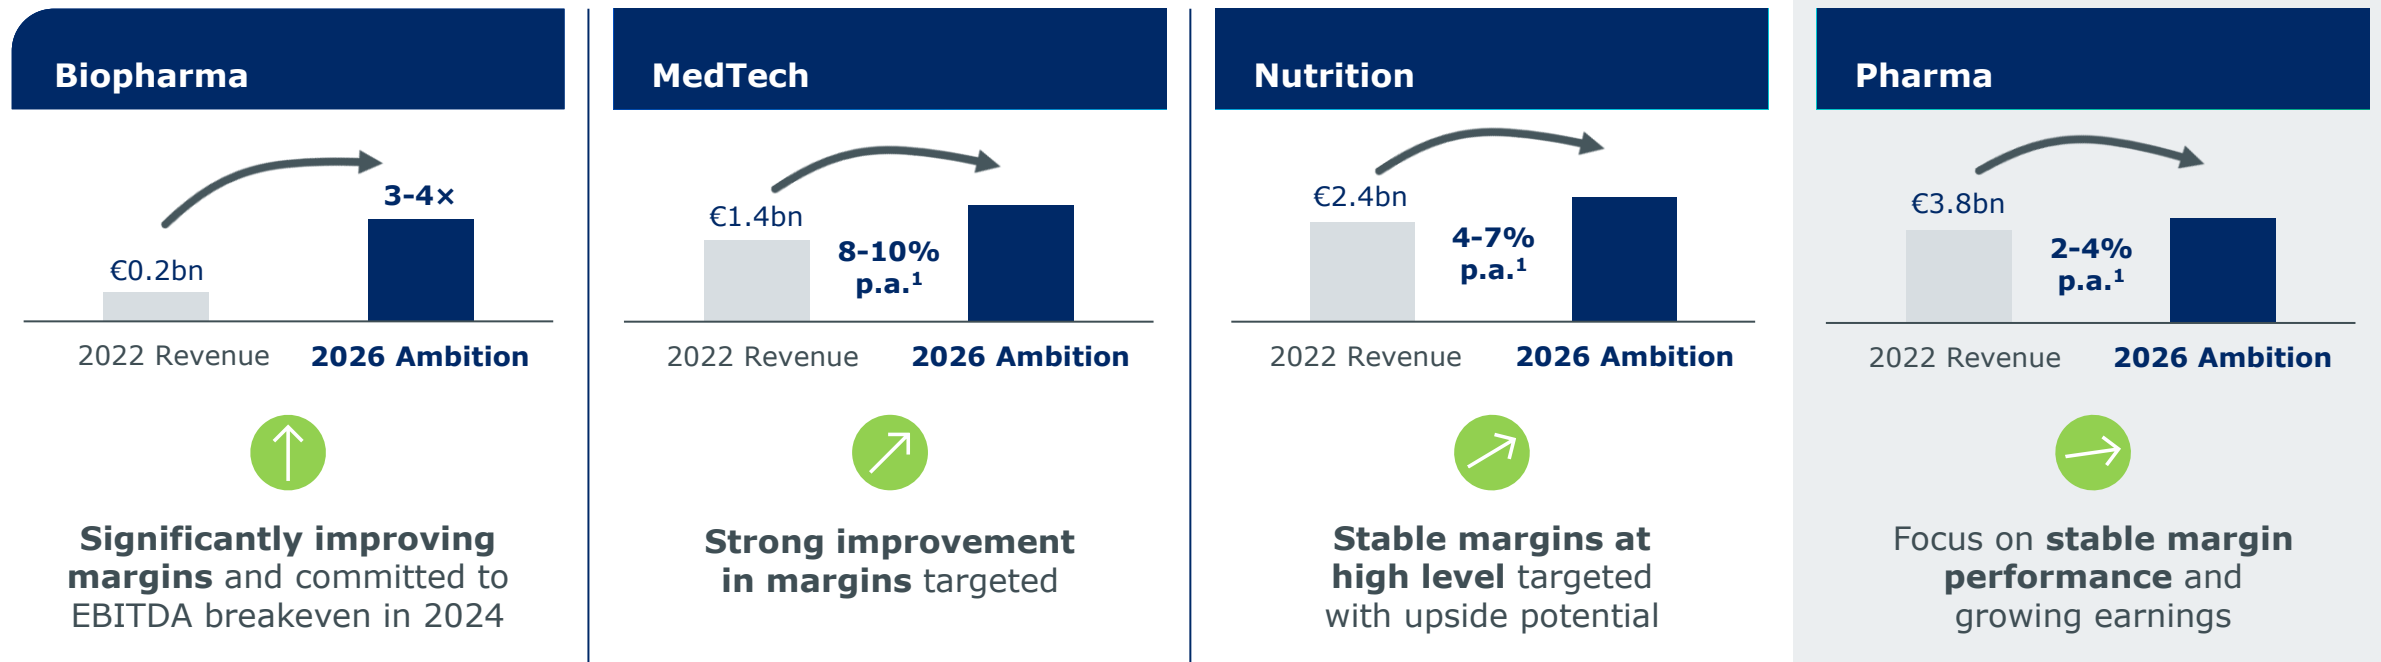 Biopharma
3-4×
€0.2bn
2022 Revenue
2026 Ambition
Significantly improving
margins and committed to
EBITDA breakeven in 2024
MedTech
€1.4bn
8-10%
p.a.¹
2022 Revenue
2026 Ambition
Strong improvement
in margins targeted
Nutrition
€2.4bn
4-7%
p.a.¹
2022 Revenue
2026 Ambition
Stable margins at
high level targeted
with upside potential
Pharma
€3.8bn
2-4%
p.a.¹
2022 Revenue
2026 Ambition
Focus on stable margin
performance and
growing earnings